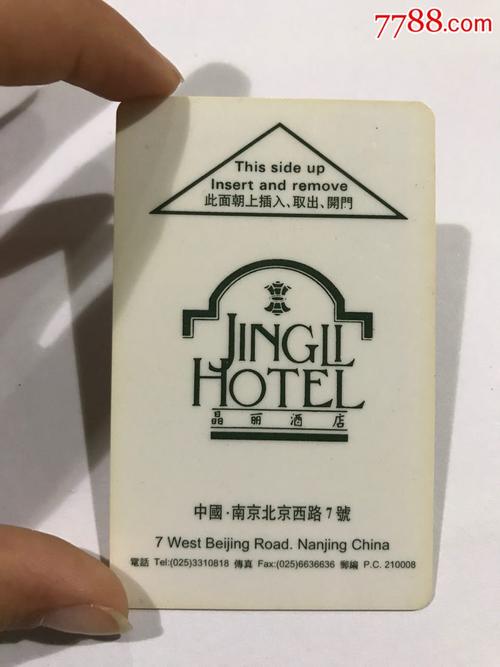 7788.com
This side up
Insert and remove
此面朝上插入、取出、開門
JINGLI
HOTEL
晶丽酒店
中國·南京北京西路7號
7 West Beijing Road. Nanjing China
電話 Tel:(025)3310818 傳真 Fax:(025)6636636 郵編 P.C. 210008